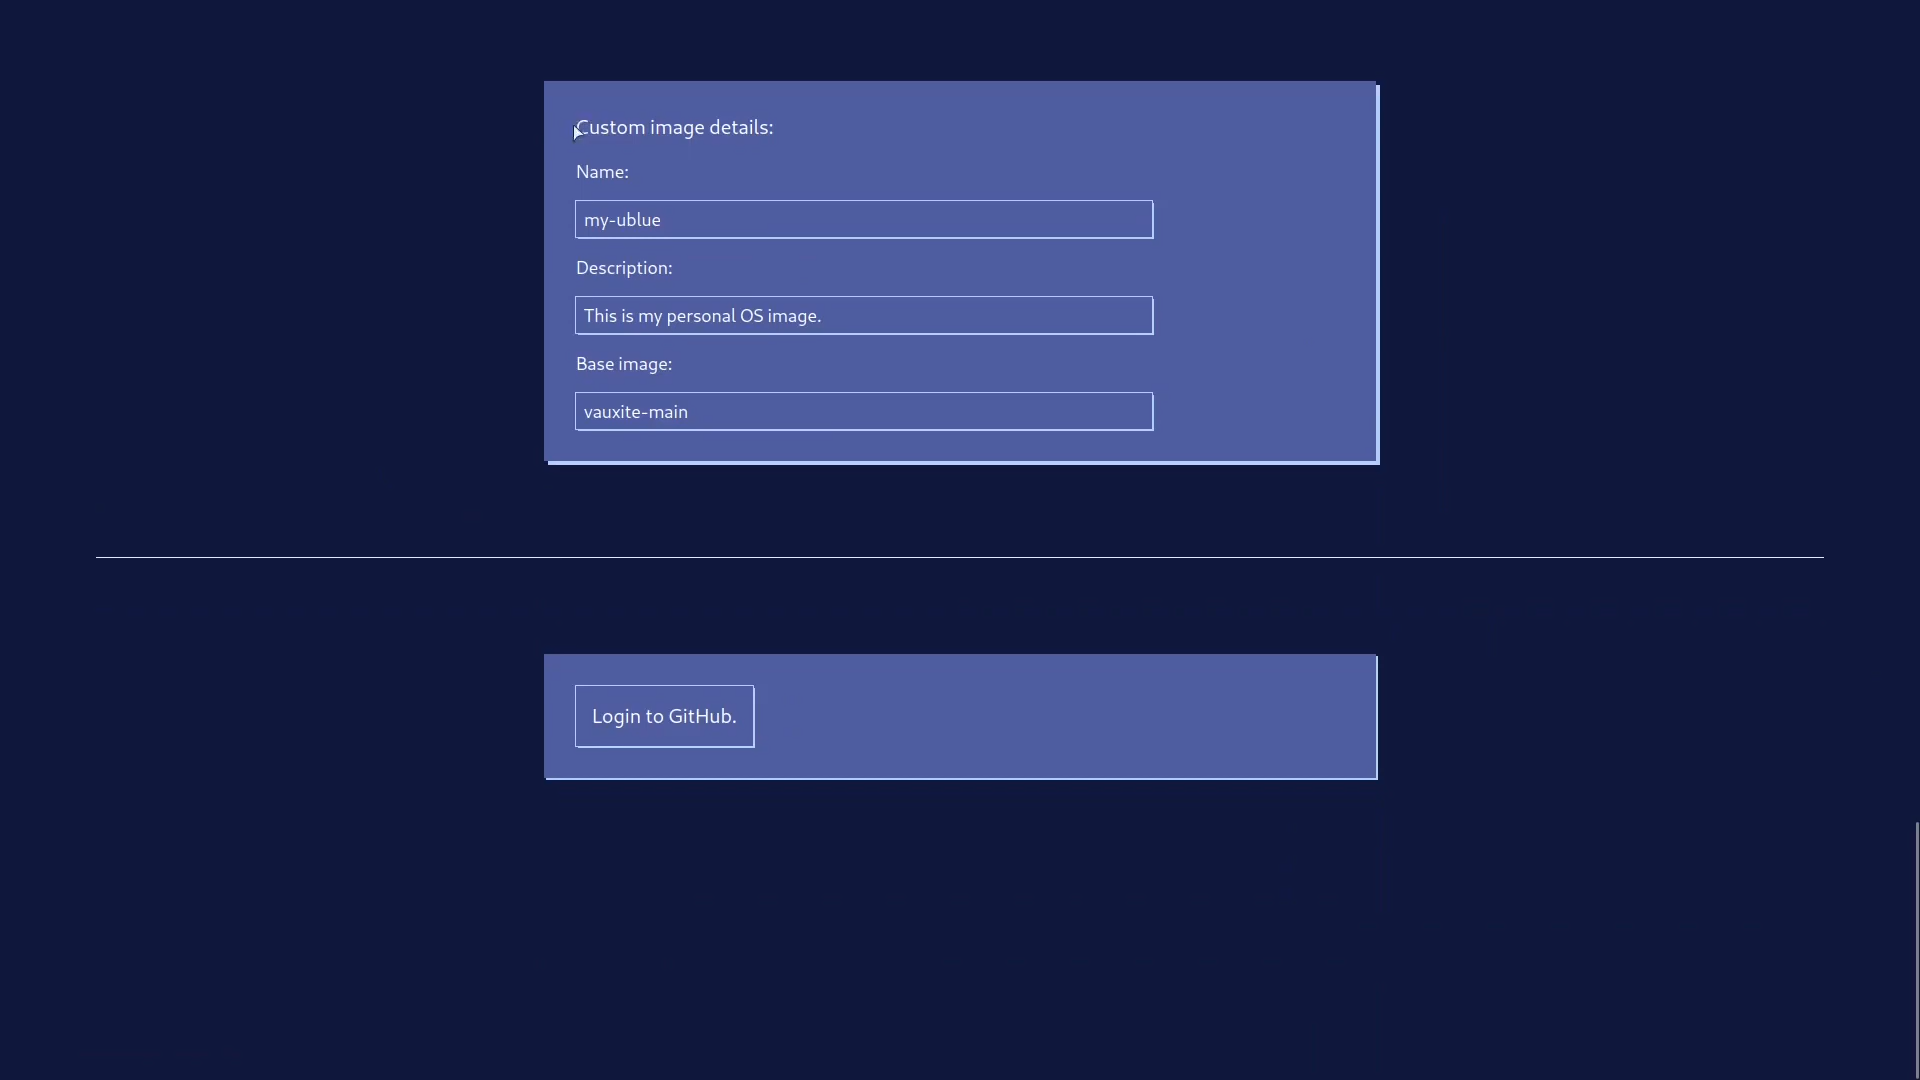 Custom image details:
Name:
my-ublue
Description:
This is my personal OS image.
Base image:
vauxite-main
Login to GitHub.